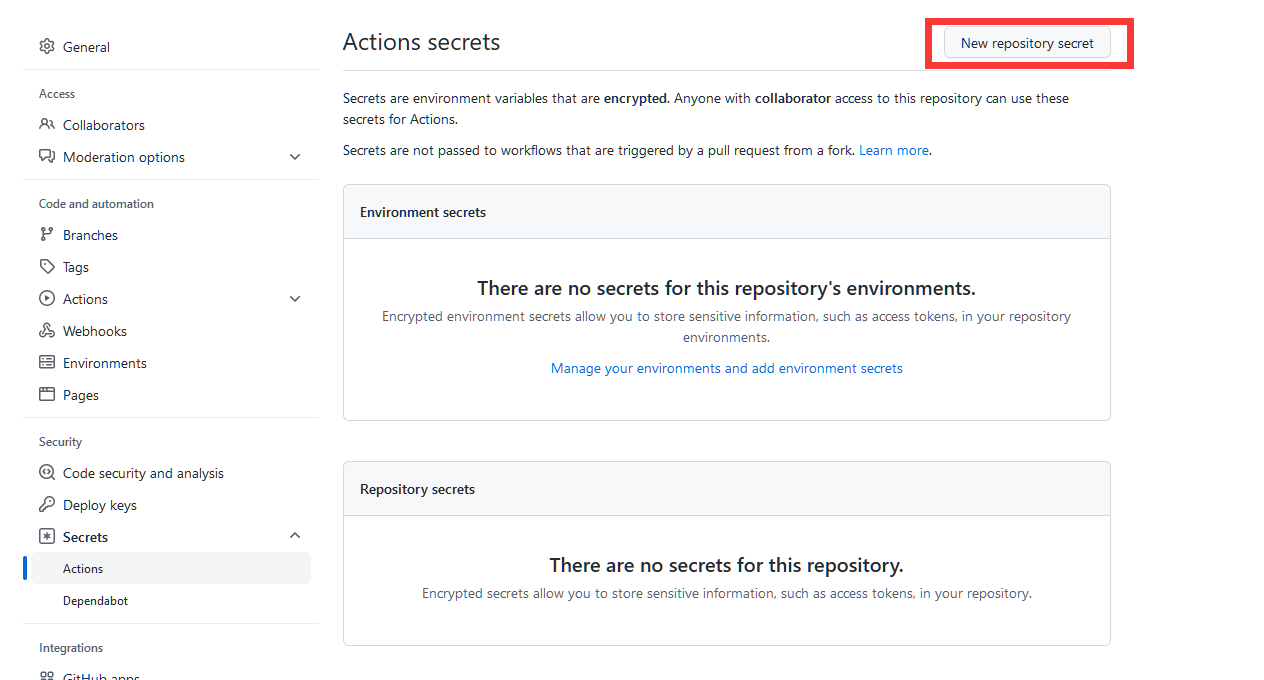 General
Access
Collaborators
Moderation options
Code and automation
Branches
Tags
Actions
Webhooks
Environments
Pages
Security
Code security and analysis
Deploy keys
Secrets
Actions
Dependabot
Integrations
GitHub apps
Actions secrets
New repository secret
Secrets are environment variables that are encrypted. Anyone with collaborator access to this repository can use these
secrets for Actions.
Secrets are not passed to workflows that are triggered by a pull request from a fork. Learn more.
Environment secrets
There are no secrets for this repository's environments.
Encrypted environment secrets allow you to store sensitive information, such as access tokens, in your repository
environments.
Manage your environments and add environment secrets
Repository secrets
There are no secrets for this repository.
Encrypted secrets allow you to store sensitive information, such as access tokens, in your repository.